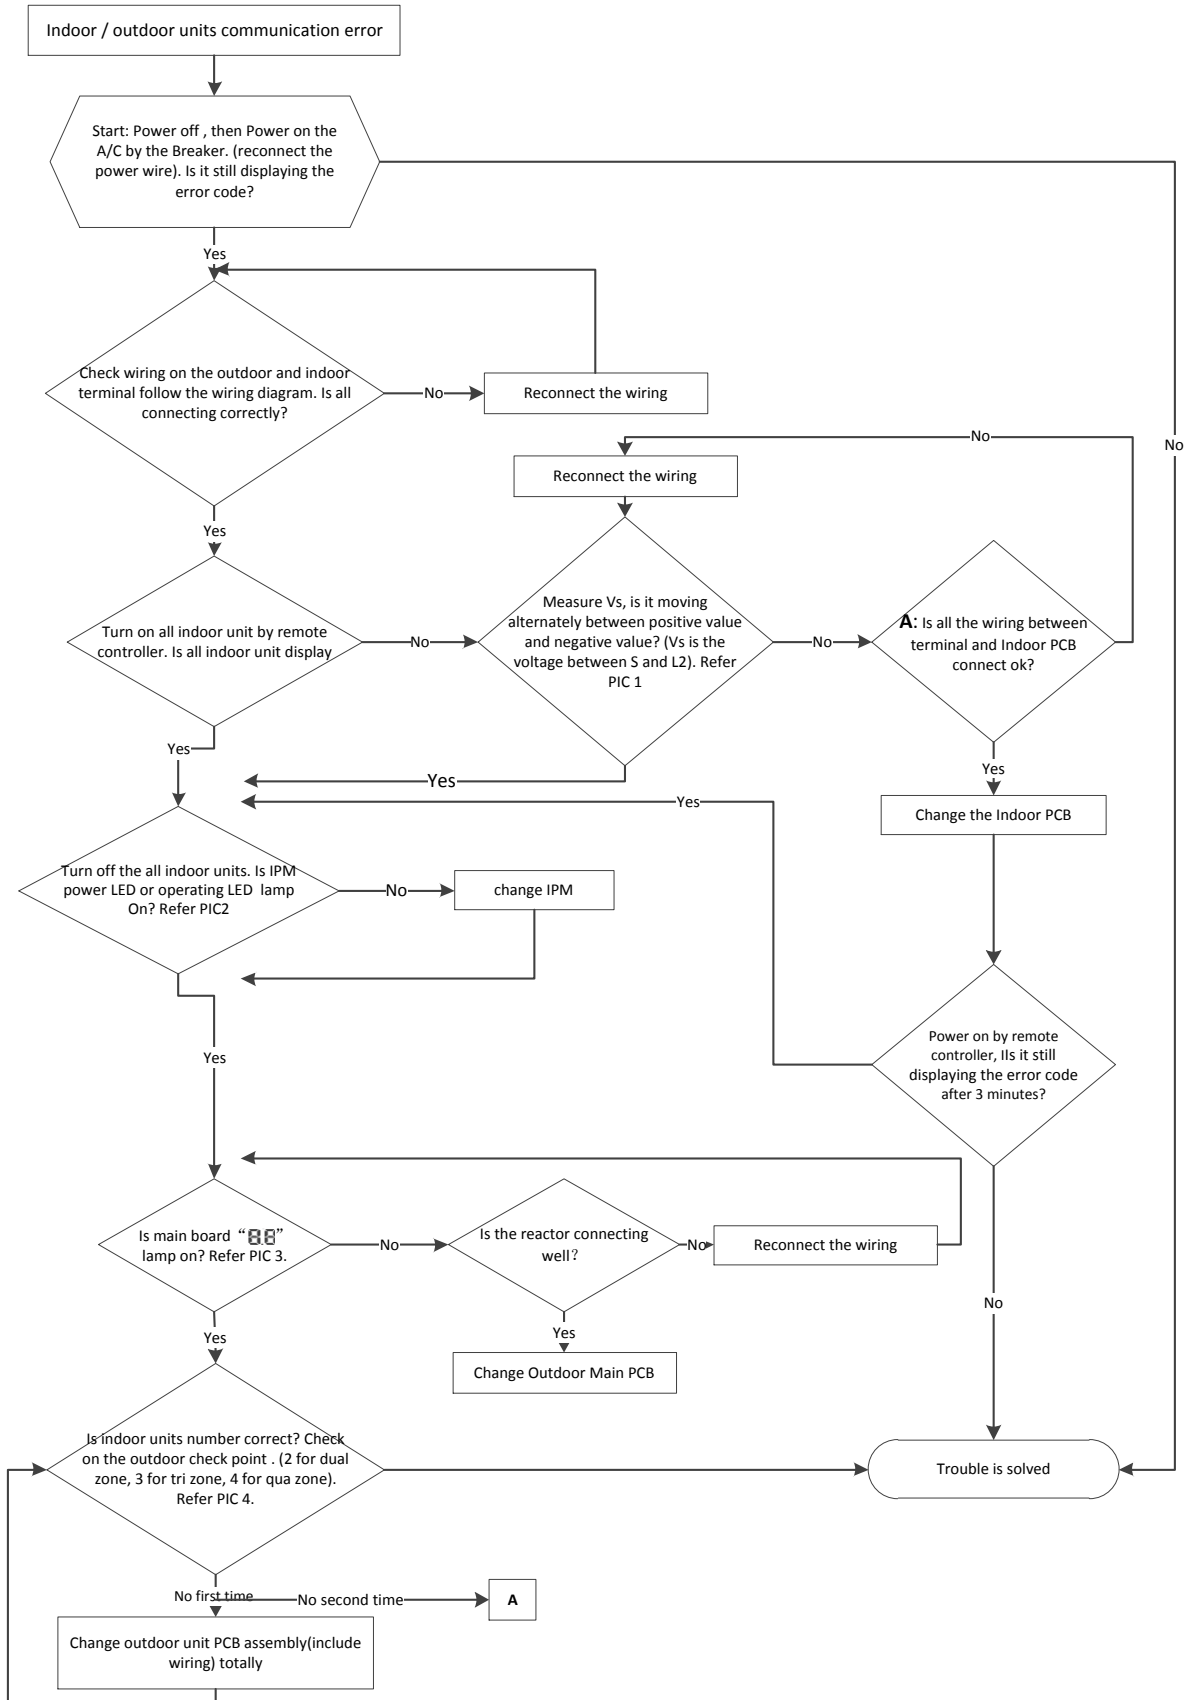 Indoor / outdoor units communication error
Start: Power off , then Power on the
A/C by the Breaker. (reconnect the
power wire). Is it still displaying the
error code?
No
Yes
Check wiring on the outdoor and indoor
terminal follow the wiring diagram. Is all
connecting correctly?
No
Reconnect the wiring
No
Reconnect the wiring
Yes
Turn on all indoor unit by remote
controller. Is all indoor unit display
No
Measure Vs, is it moving
alternately between positive value
and negative value? (Vs is the
voltage between S and L2). Refer
PIC 1
No
A: Is all the wiring between
terminal and Indoor PCB
connect ok?
Yes
Yes
Yes
Yes
Change the Indoor PCB
Turn off the all indoor units. Is IPM
power LED or operating LED lamp
On? Refer PIC2
No
change IPM
Power on by remote
controller, IIs it still
displaying the error code
after 3 minutes?
Yes
Is main board “8.8”
lamp on? Refer PIC 3.
No
Is the reactor connecting
well?
No
Reconnect the wiring
No
Yes
Yes
Change Outdoor Main PCB
Is indoor units number correct? Check
on the outdoor check point . (2 for dual
zone, 3 for tri zone, 4 for qua zone).
Refer PIC 4.
Trouble is solved
No first time
No second time
A
Change outdoor unit PCB assembly(include
wiring) totally